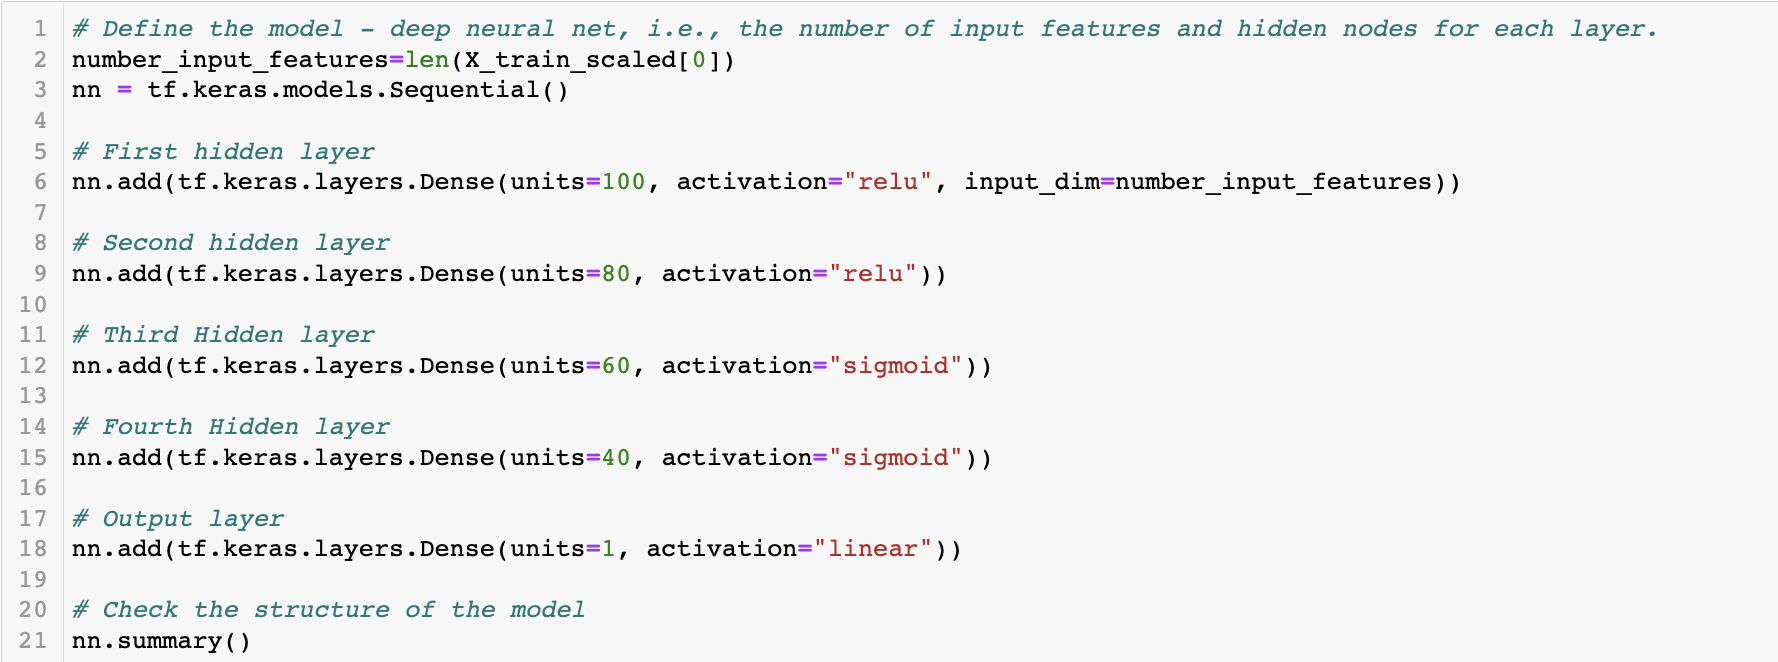 1 # Define the model - deep neural net, i.e., the number of input features and hidden nodes for each layer.
2 number_input_features=len(X_train_scaled[0])
3 nn = tf.keras.models.Sequential()
4
5 # First hidden layer
6 nn.add(tf.keras.layers.Dense(units=100, activation="relu", input_dim=number_input_features))
7
8 # Second hidden layer
9 nn.add(tf.keras.layers.Dense(units=80, activation="relu"))
10
11 # Third Hidden layer
12 nn.add(tf.keras.layers.Dense(units=60, activation="sigmoid"))
13
14 # Fourth Hidden layer
15 nn.add(tf.keras.layers.Dense(units=40, activation="sigmoid"))
16
17 # Output layer
18 nn.add(tf.keras.layers.Dense(units=1, activation="linear"))
19
20 # Check the structure of the model
21 nn.summary()